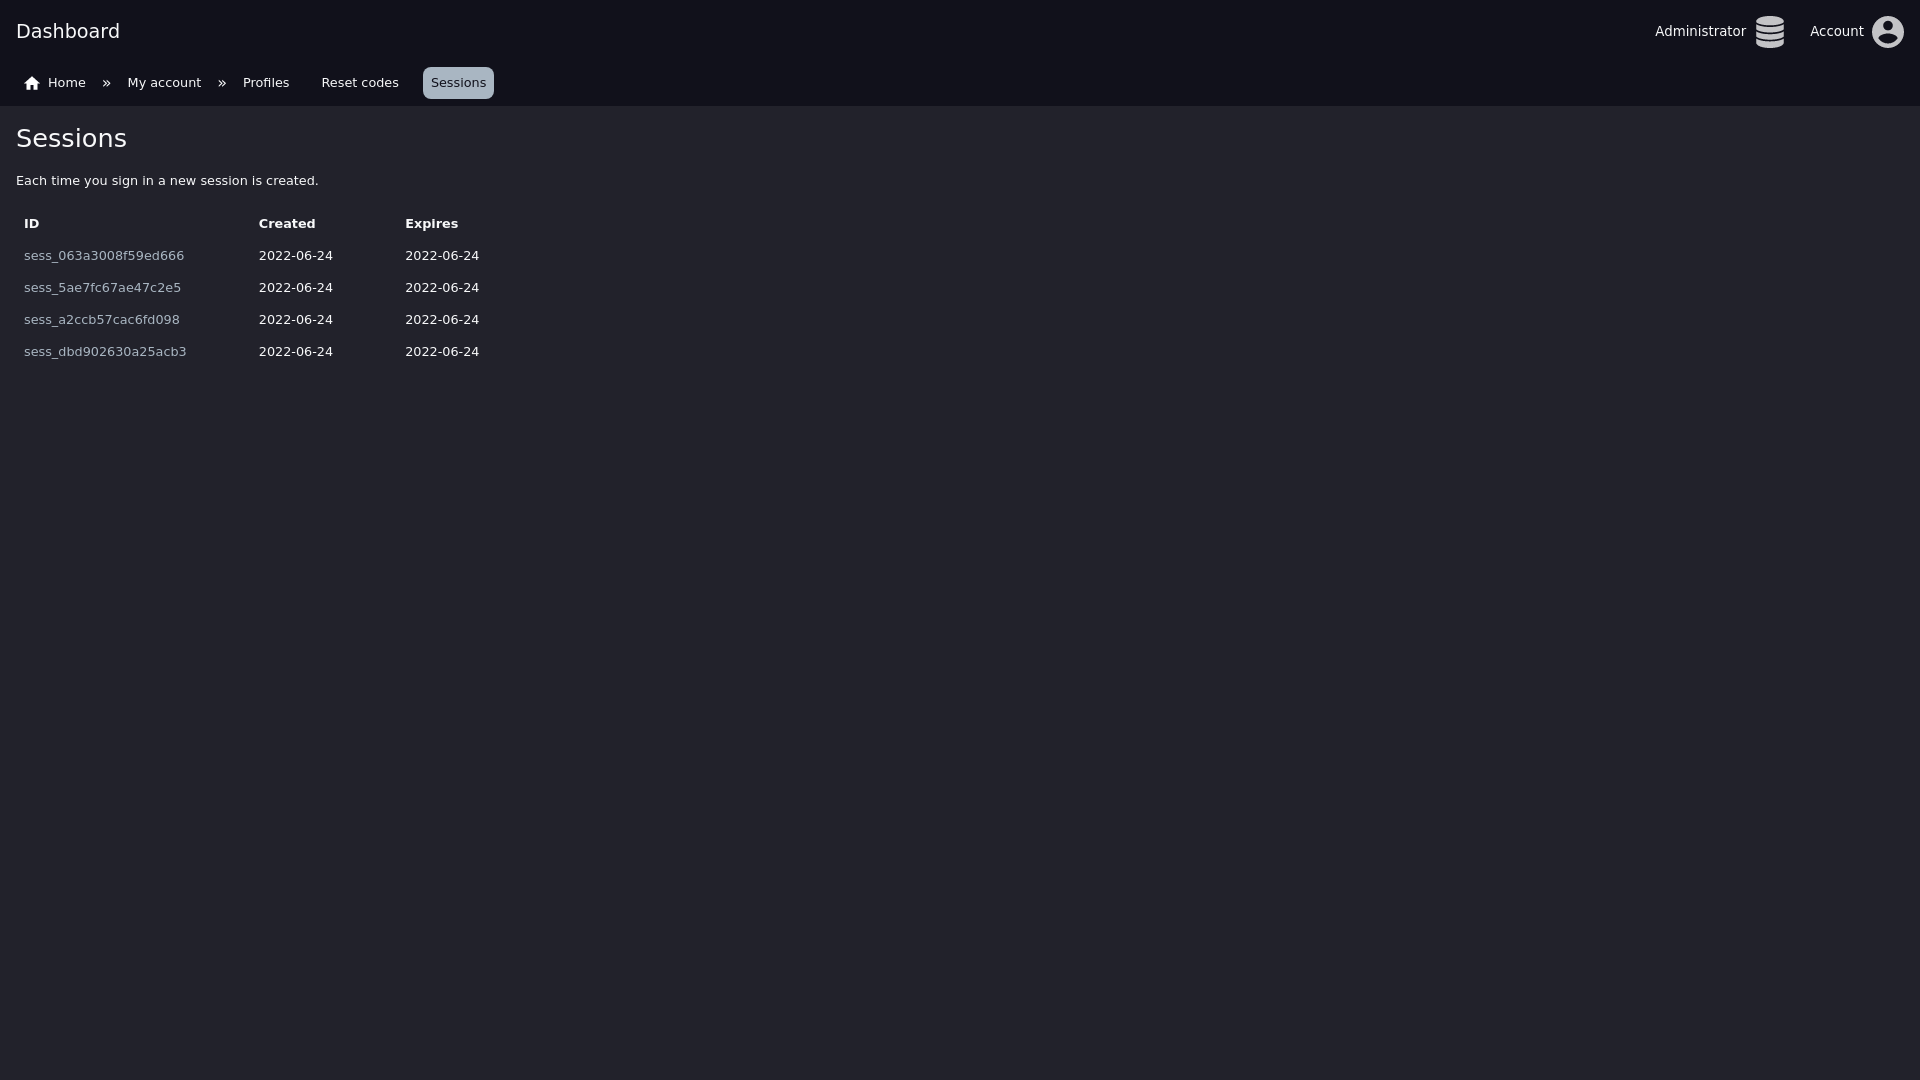 Dashboard
Administrator
Account
Home » My account » Profiles Reset codes Sessions
Sessions
Each time you sign in a new session is created.
ID Created Expires
sess_063a3008f59ed666 2022-06-24 2022-06-24
sess_5ae7fc67ae47c2e5 2022-06-24 2022-06-24
sess_a2ccb57cac6fd098 2022-06-24 2022-06-24
sess_dbd902630a25acb3 2022-06-24 2022-06-24